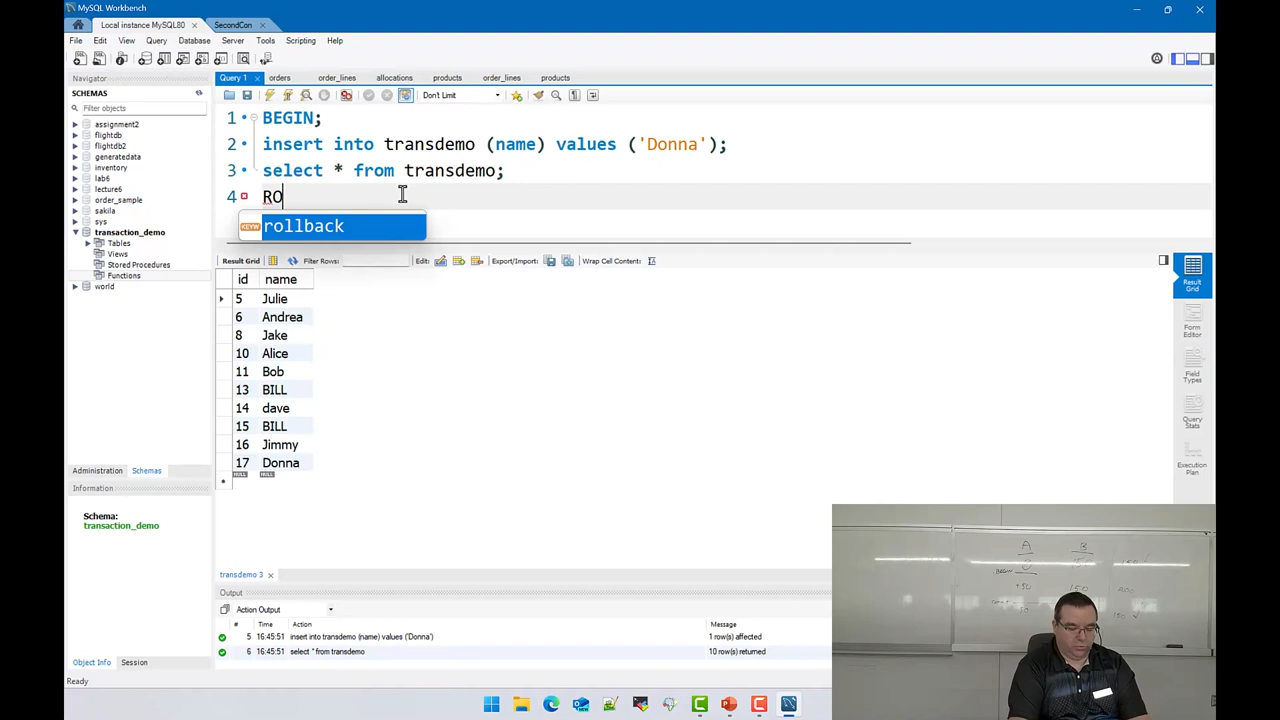 MySQL Workbench
Local instance MySQL80 SecondCon
File Edit View Query Database Server Tools Scripting Help
Navigator
SCHEMAS
Filter objects
assignment2
flightdb
flightdb2
generatedata
inventory
lab6
lecture6
order_sample
sakila
sys
transaction_demo
Tables
Views
Stored Procedures
Functions
world
Administration Schemas
Information
Schema:
transaction_demo
Object Info Session
Ready
Query 1 orders order_lines allocations products order_lines products
Don't Limit
1 BEGIN;
2 insert into transdemo (name) values ('Donna');
3 select * from transdemo;
4 RO
KEYW rollback
Result Grid Filter Rows: Edit: Export/Import: Wrap Cell Content:
id name
5 Julie
6 Andrea
8 Jake
10 Alice
11 Bob
13 BILL
14 dave
15 BILL
16 Jimmy
17 Donna
NULL NULL
Result Grid
Form Editor
Field Types
Query Stats
Execution Plan
transdemo 3
Output
Action Output
# Time Action Message
5 16:45:51 insert into transdemo (name) values ('Donna') 1 row(s) affected
6 16:45:51 select * from transdemo 10 row(s) returned
A B
150